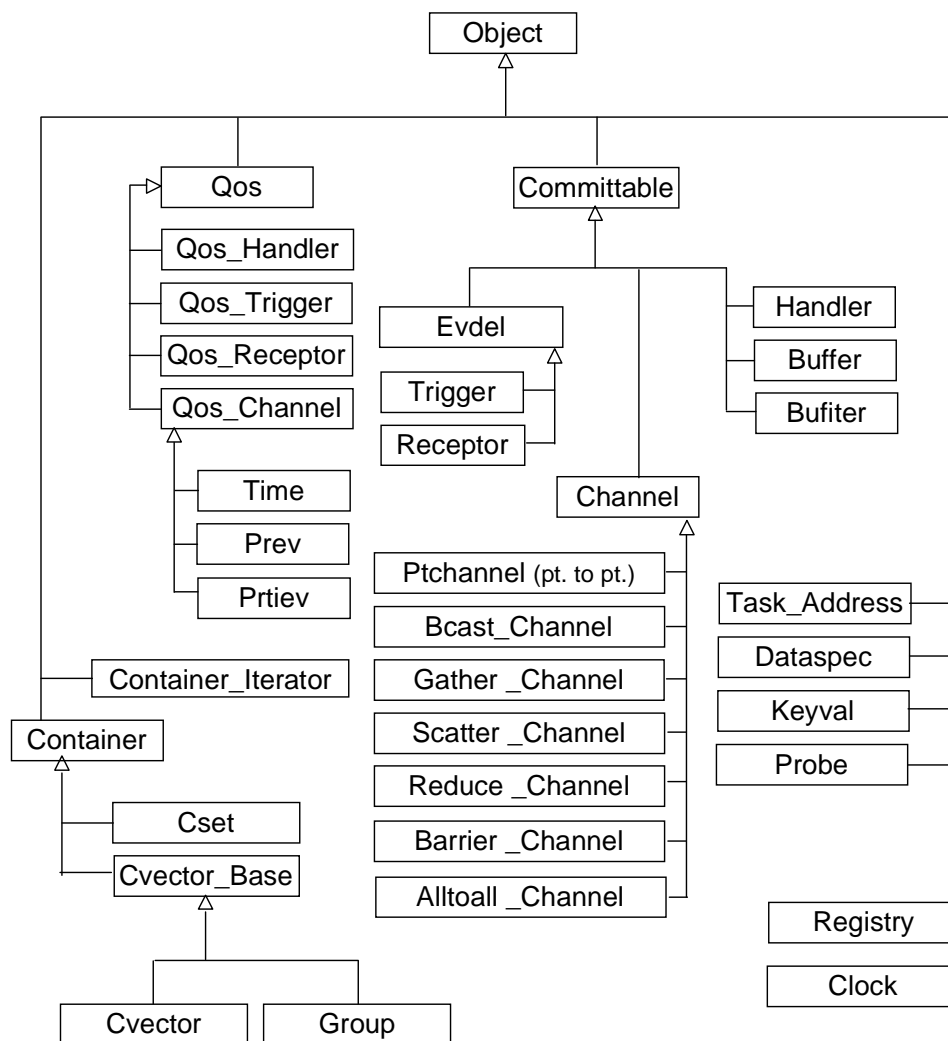 Object
Qos
Committable
Qos_Handler
Qos_Trigger
Qos_Receptor
Qos_Channel
Time
Prev
Prtiev
Evdel
Trigger
Receptor
Handler
Buffer
Bufiter
Channel
Ptchannel (pt. to pt.)
Bcast_Channel
Gather _Channel
Scatter _Channel
Reduce _Channel
Barrier _Channel
Alltoall _Channel
Task_Address
Dataspec
Keyval
Probe
Container_Iterator
Container
Cset
Cvector_Base
Cvector
Group
Registry
Clock